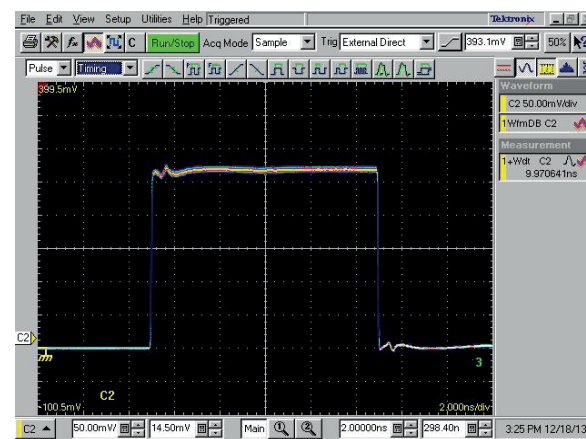 File Edit View Setup Utilities Help Triggered Tektronix
C Run/Stop Acq Mode Sample Trig External Direct 393.1mV 50%
Pulse Timing
399.5mV
Waveform
C2 50.00mV/div
1WfmDB C2
Measurement
1+Wdt C2
9.970641ns
C2
3
C2
-100.5mV
2.000ns/div
C2 50.00mV/ 14.50mV Main 1 2 2.00000ns 298.40n 3:25 PM 12/18/13